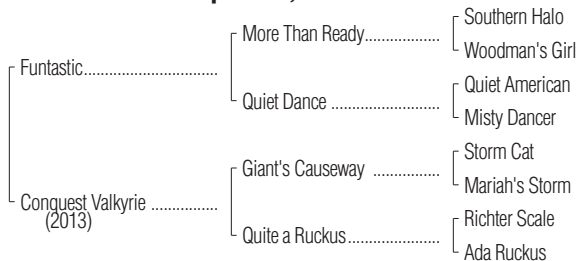 Southern Halo
More Than Ready..................
Woodman's Girl
Funtastic................................
Quiet American
Quiet Dance ..........................
Misty Dancer
Storm Cat
Giant's Causeway ................
Mariah's Storm
Conquest Valkyrie ................
(2013)
Richter Scale
Quite a Ruckus......................
Ada Ruckus